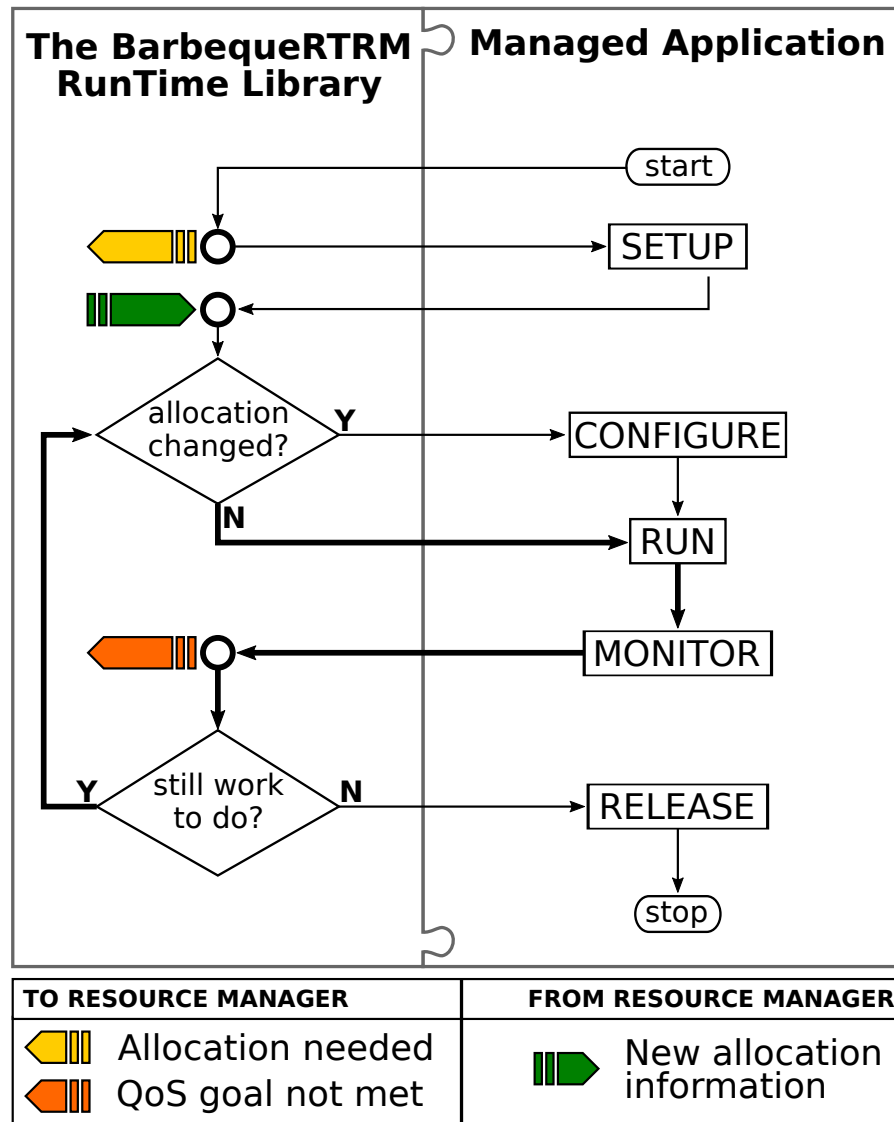 The BarbequeRTRM
RunTime Library
Managed Application
start
SETUP
allocation
changed?
Y
CONFIGURE
N
RUN
MONITOR
still work
to do?
Y
N
RELEASE
stop
TO RESOURCE MANAGER
FROM RESOURCE MANAGER
Allocation needed
QoS goal not met
New allocation
information